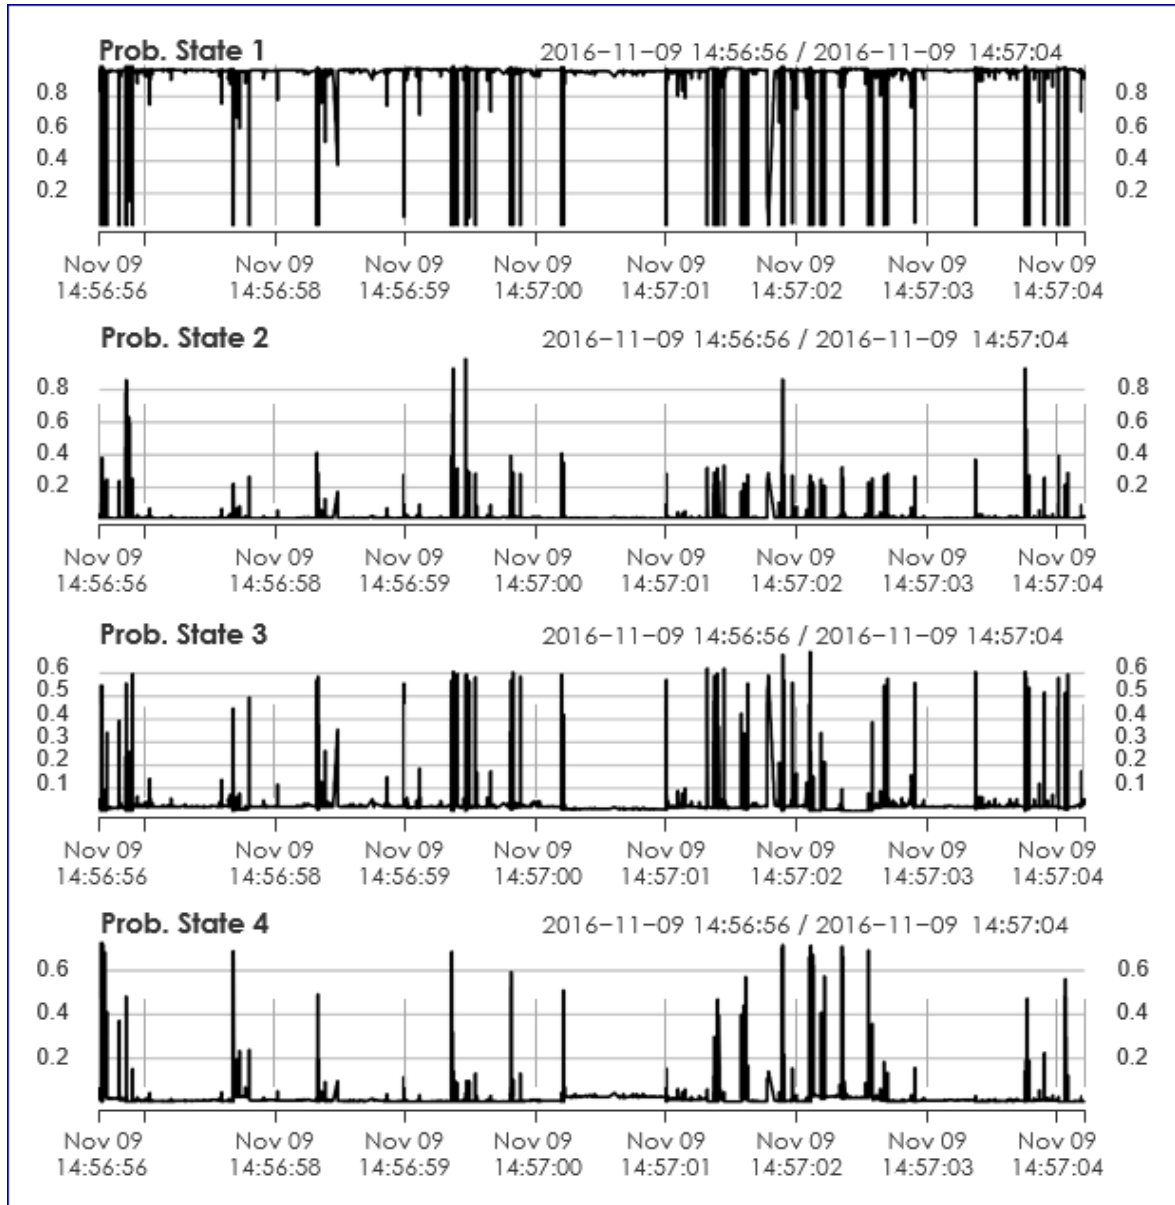 Prob. State 1 2016−11−09 14:56:56 / 2016−11−09 14:57:04
0.8 0.8
0.6 0.6
0.4 0.4
0.2 0.2
Nov 09 Nov 09 Nov 09 Nov 09 Nov 09 Nov 09 Nov 09 Nov 09
14:56:56 14:56:58 14:56:59 14:57:00 14:57:01 14:57:02 14:57:03 14:57:04
Prob. State 2 2016−11−09 14:56:56 / 2016−11−09 14:57:04
0.8 0.8
0.6 0.6
0.4 0.4
0.2 0.2
Nov 09 Nov 09 Nov 09 Nov 09 Nov 09 Nov 09 Nov 09 Nov 09
14:56:56 14:56:58 14:56:59 14:57:00 14:57:01 14:57:02 14:57:03 14:57:04
Prob. State 3 2016−11−09 14:56:56 / 2016−11−09 14:57:04
0.6 0.6
0.5 0.5
0.4 0.4
0.3 0.3
0.2 0.2
0.1 0.1
Nov 09 Nov 09 Nov 09 Nov 09 Nov 09 Nov 09 Nov 09 Nov 09
14:56:56 14:56:58 14:56:59 14:57:00 14:57:01 14:57:02 14:57:03 14:57:04
Prob. State 4 2016−11−09 14:56:56 / 2016−11−09 14:57:04
0.6 0.6
0.4 0.4
0.2 0.2
Nov 09 Nov 09 Nov 09 Nov 09 Nov 09 Nov 09 Nov 09 Nov 09
14:56:56 14:56:58 14:56:59 14:57:00 14:57:01 14:57:02 14:57:03 14:57:04